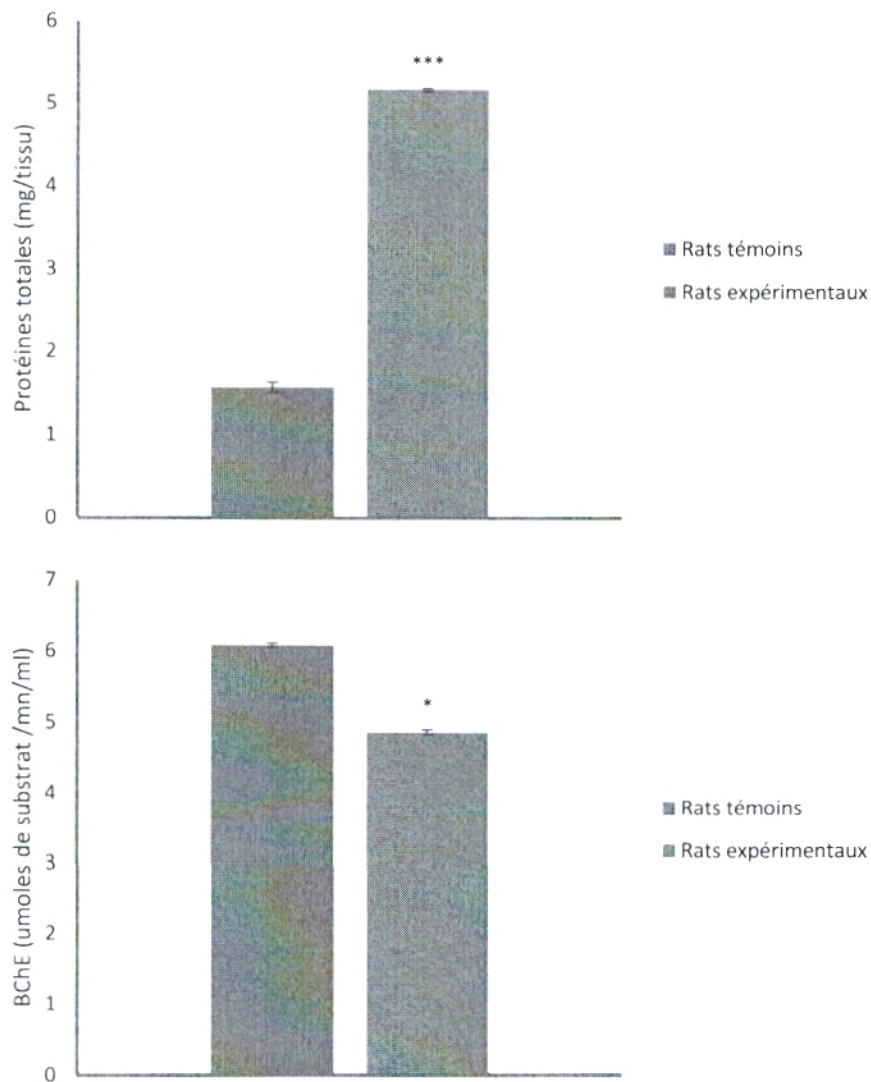 Protéines totales (mg/tissu)
6
5
4
3
2
1
0
***
Rats témoins
Rats expérimentaux
BChE (umoles de substrat /mn/ml)
7
6
5
4
3
2
1
0
*
Rats témoins
Rats expérimentaux